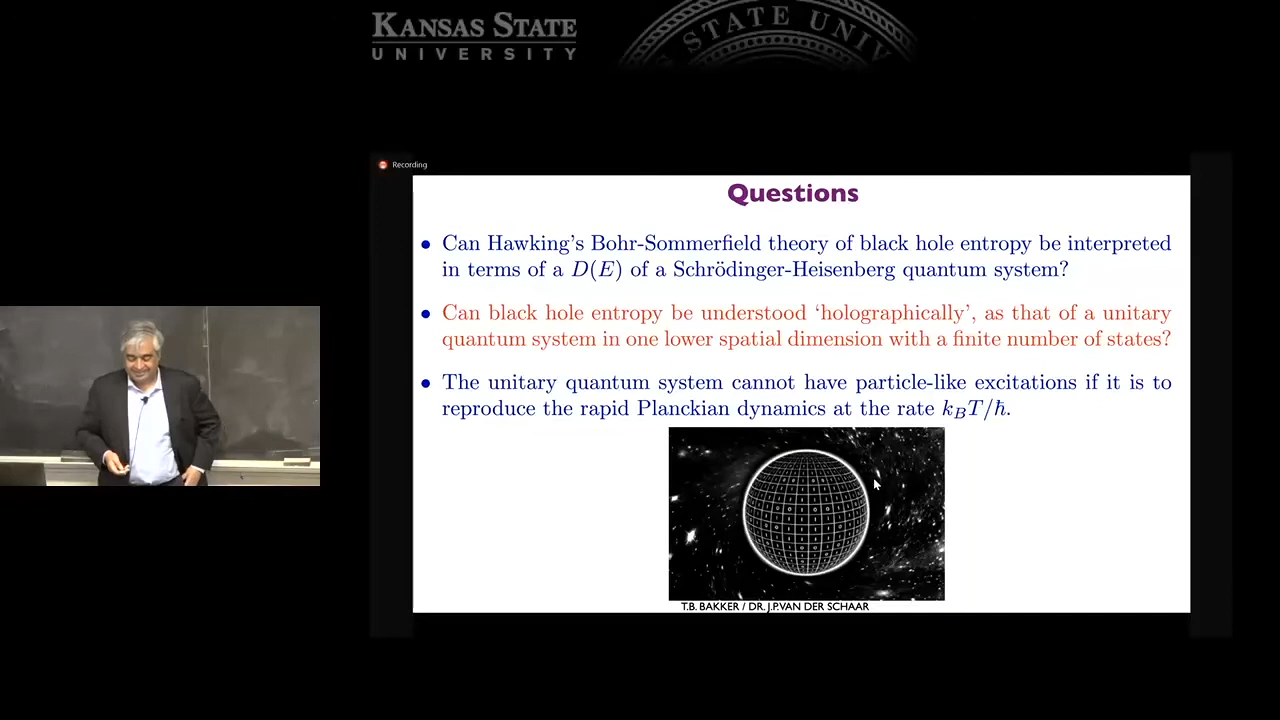 KANSAS STATE
UNIVERSITY
STATE UNIV
Recording
Questions
• Can Hawking's Bohr-Sommerfield theory of black hole entropy be interpreted
in terms of a D(E) of a Schrödinger-Heisenberg quantum system?
• Can black hole entropy be understood ‘holographically’, as that of a unitary
quantum system in one lower spatial dimension with a finite number of states?
• The unitary quantum system cannot have particle-like excitations if it is to
reproduce the rapid Planckian dynamics at the rate k_BT/ħ.
T.B. BAKKER / DR. J.P.VAN DER SCHAAR